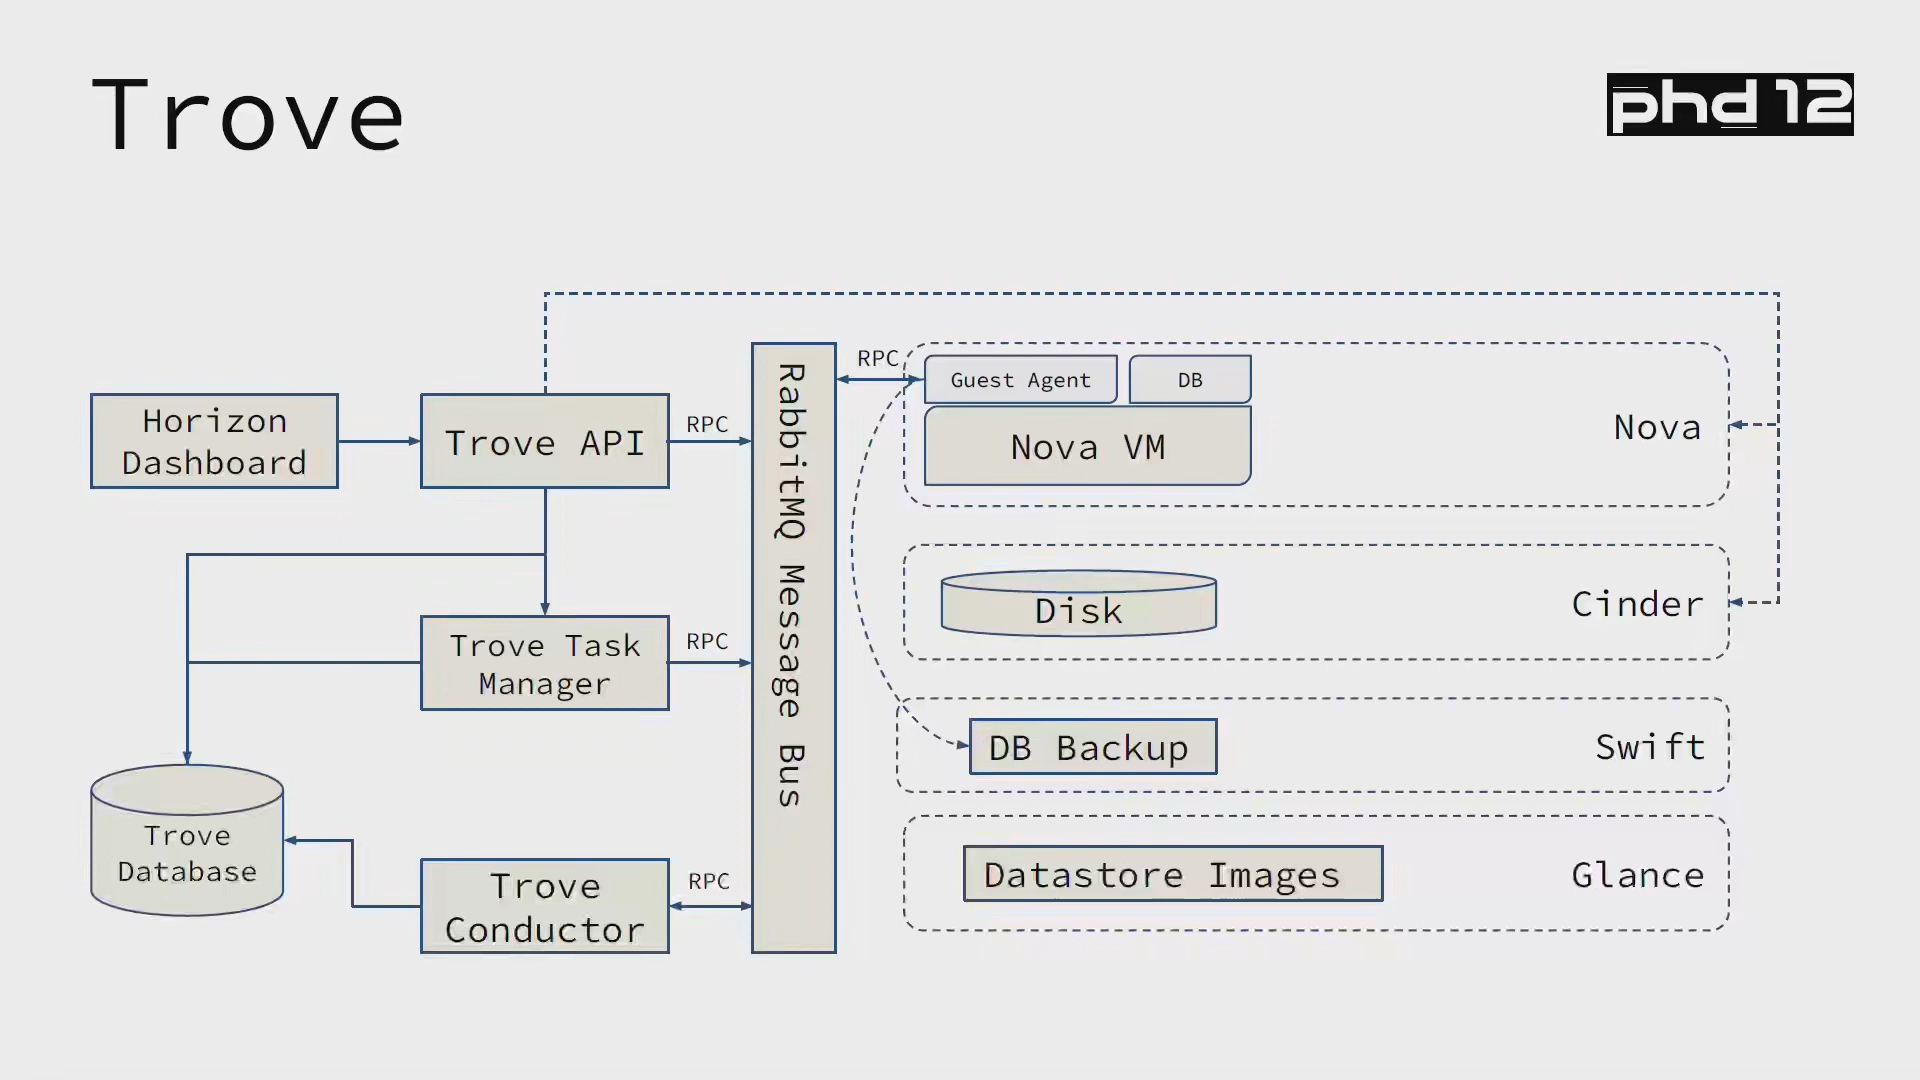 Trove
phd 12
RPC
Guest Agent
DB
Horizon
Dashboard
Trove API
RPC
RabbitMQ Message Bus
Nova VM
Nova
Disk
Cinder
Trove Task
Manager
RPC
DB Backup
Swift
Trove
Database
Trove
Conductor
RPC
Datastore Images
Glance